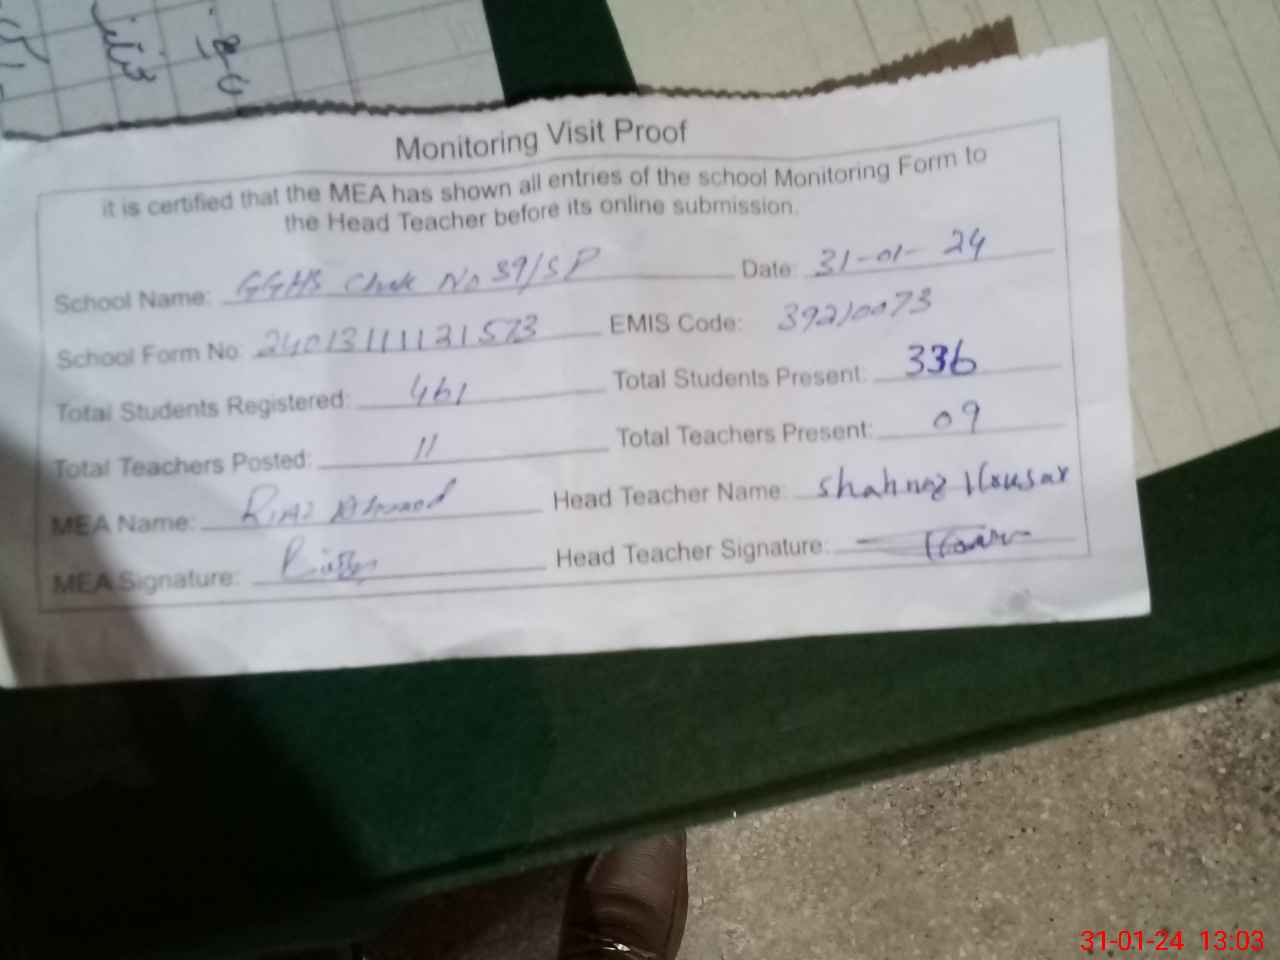 Monitoring Visit Proof
it is certified that the MEA has shown all entries of the school Monitoring Form to
the Head Teacher before its online submission.
School Name: GGHS Chak No 39/SP Date: 31-01-24
School Form No: 24013111131573 EMIS Code: 39210073
Total Students Registered: 461 Total Students Present: 336
Total Teachers Posted: 11 Total Teachers Present: 09
MEA Name: Riaz Ahmad Head Teacher Name: Shahnaz Kousar
MEA Signature: Head Teacher Signature:
31-01-24 13:03